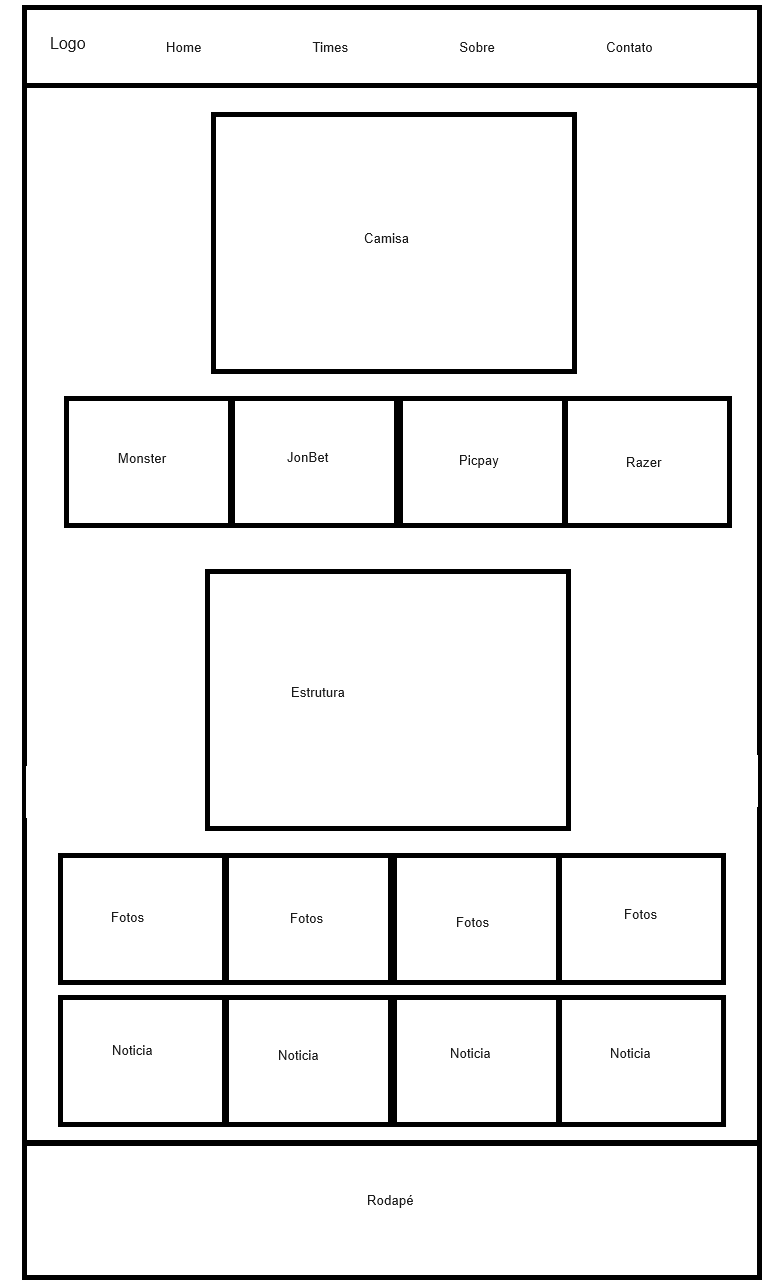 Logo
Home
Times
Sobre
Contato
Camisa
Monster
JonBet
Picpay
Razer
Estrutura
Fotos
Fotos
Fotos
Fotos
Noticia
Noticia
Noticia
Noticia
Rodapé